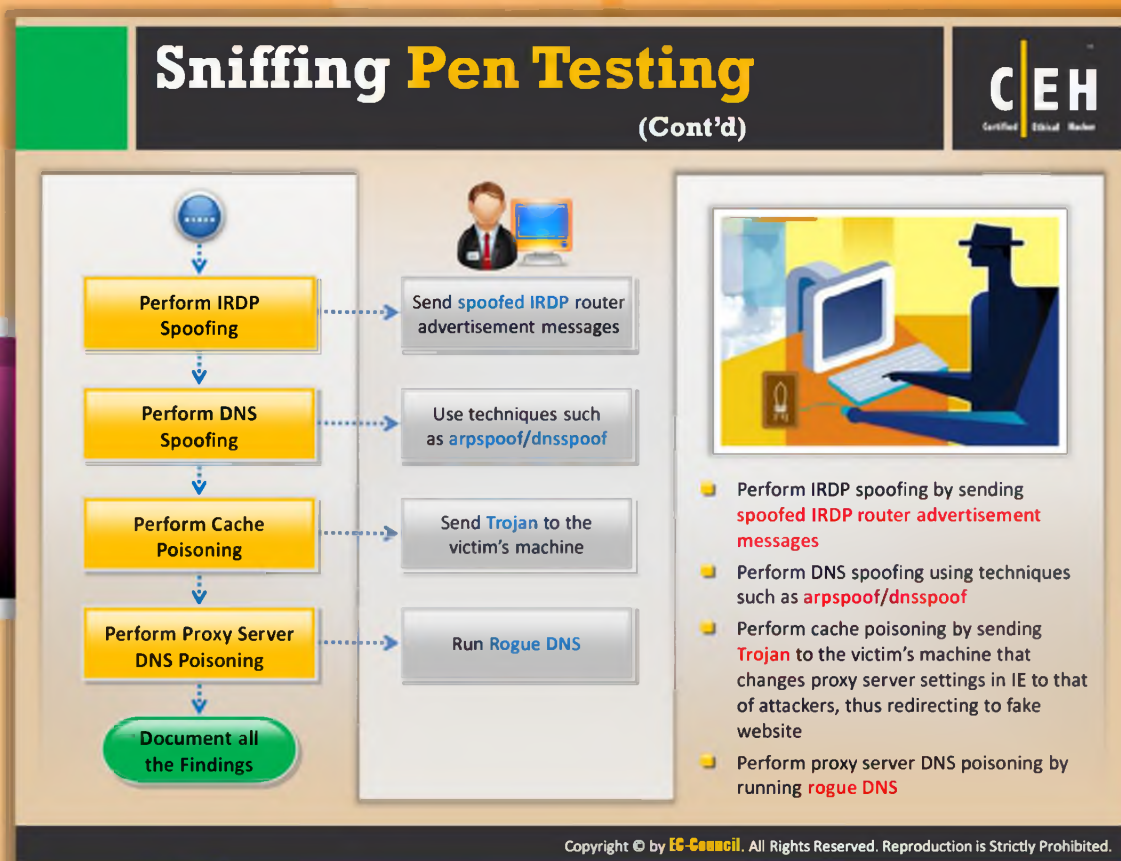 Sniffing Pen Testing
(Cont'd)
CEH
Certified Ethical Hacker
Perform IRDP
Spoofing
Send spoofed IRDP router
advertisement messages
Perform DNS
Spoofing
Use techniques such
as arpspoof/dnsspoof
Perform Cache
Poisoning
Send Trojan to the
victim's machine
Perform Proxy Server
DNS Poisoning
Run Rogue DNS
Document all
the Findings
Perform IRDP spoofing by sending
spoofed IRDP router advertisement
messages
Perform DNS spoofing using techniques
such as arpspoof/dnsspoof
Perform cache poisoning by sending
Trojan to the victim's machine that
changes proxy server settings in IE to that
of attackers, thus redirecting to fake
website
Perform proxy server DNS poisoning by
running rogue DNS
Copyright © by EC-Council. All Rights Reserved. Reproduction is Strictly Prohibited.